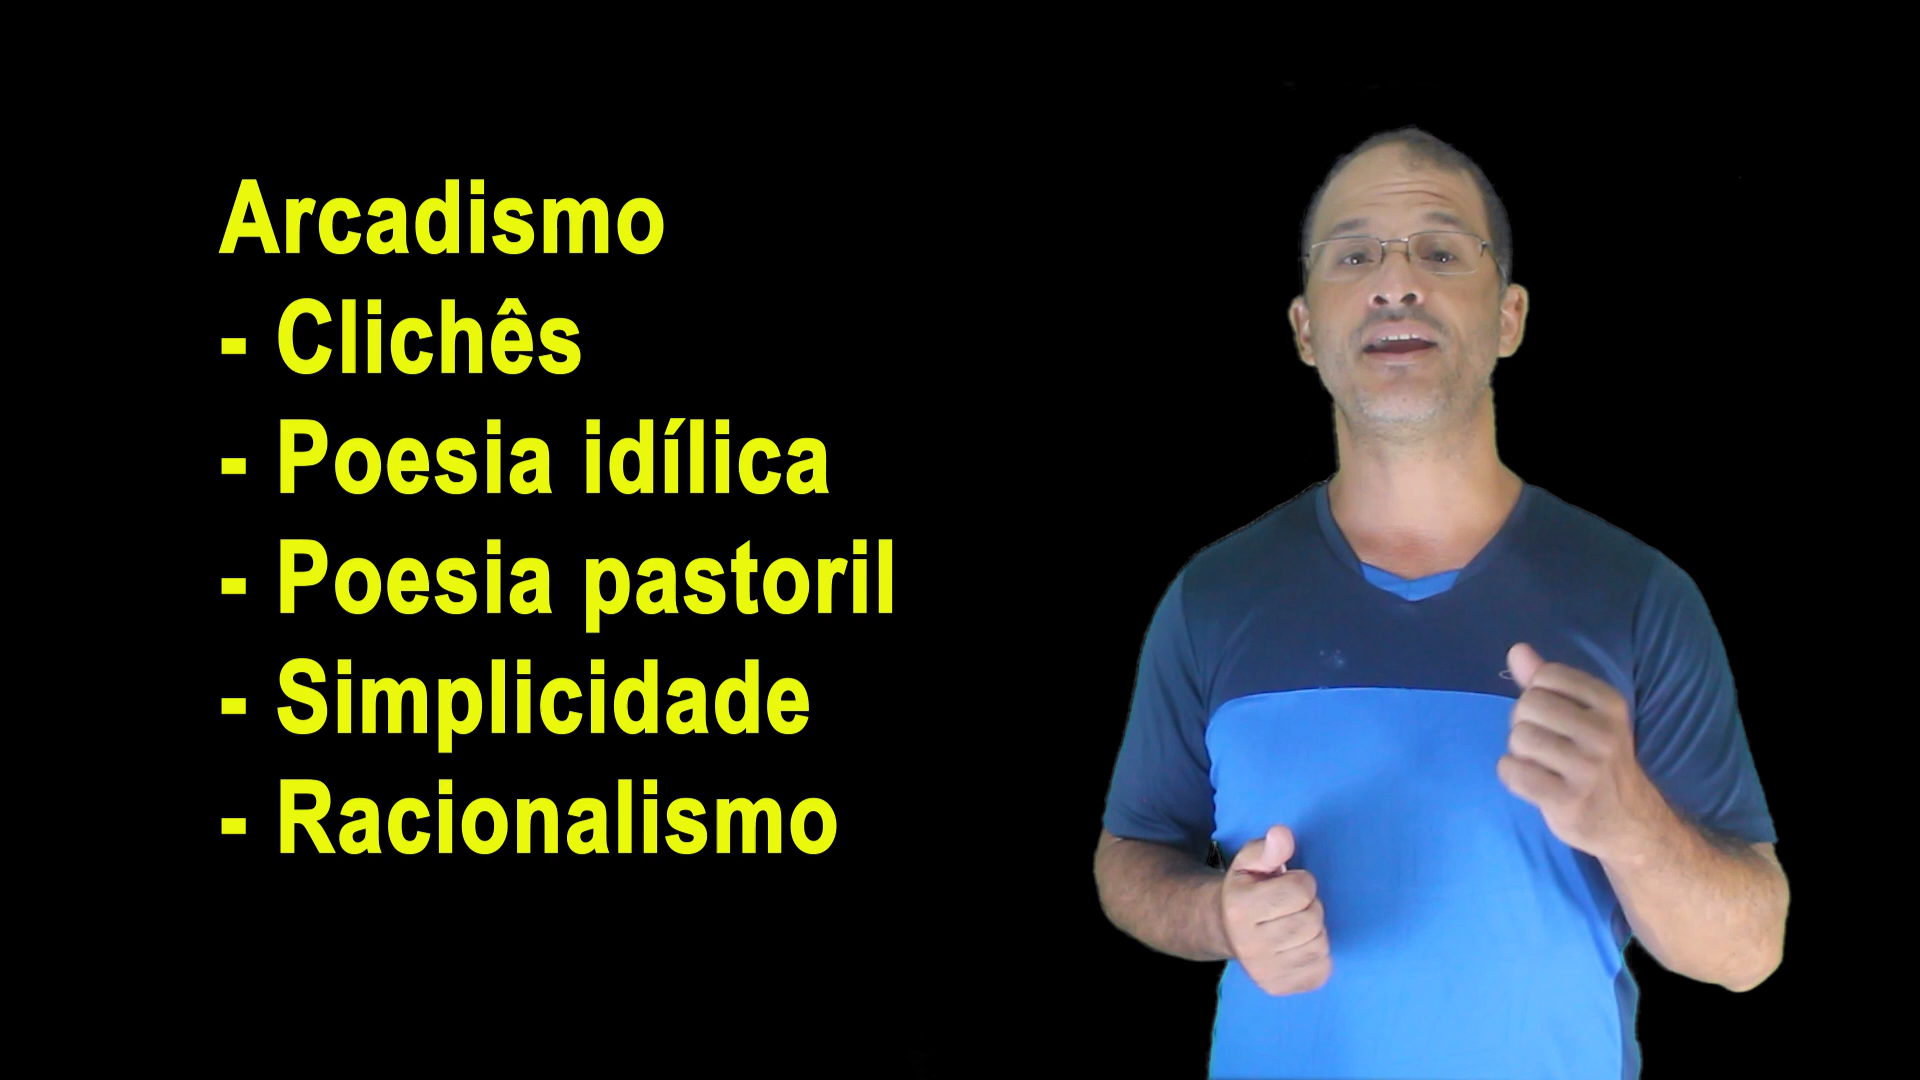 Arcadismo
- Clichês
- Poesia idílica
- Poesia pastoril
- Simplicidade
- Racionalismo